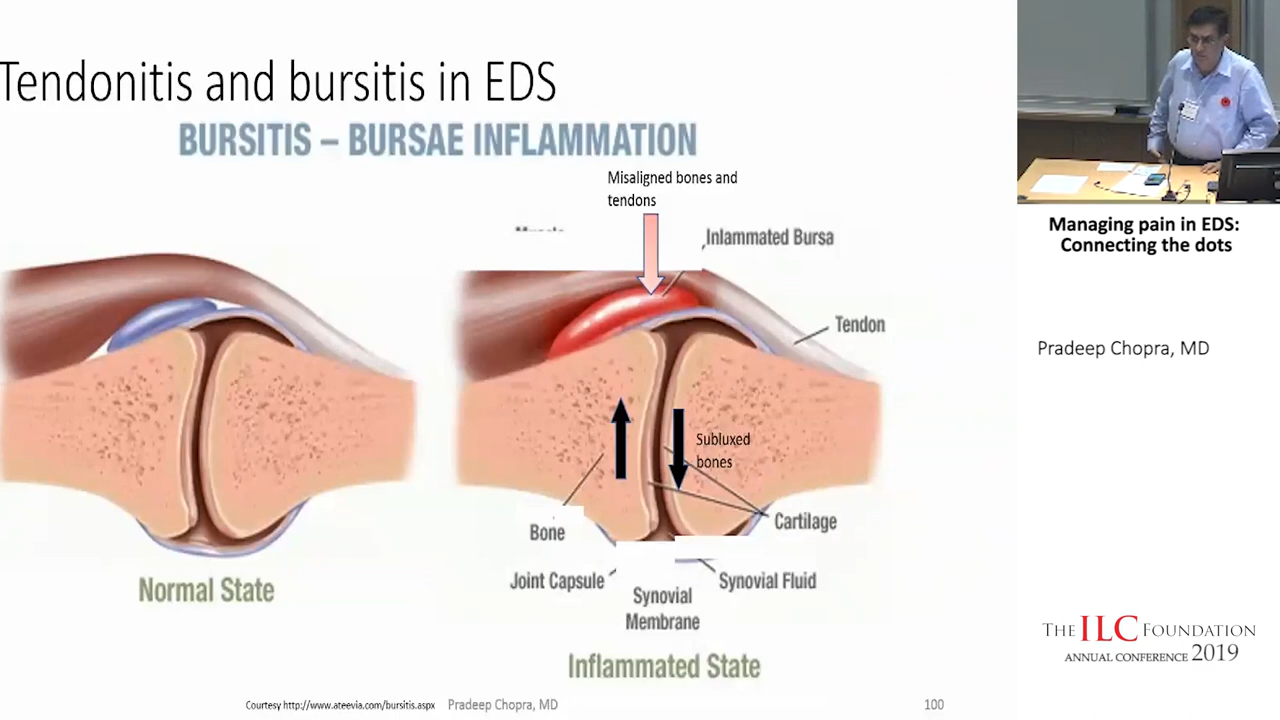 Tendonitis and bursitis in EDS
BURSITIS – BURSAE INFLAMMATION
Misaligned bones and
tendons
Inlammated Bursa
Tendon
Subluxed
bones
Cartilage
Bone
Joint Capsule
Synovial Fluid
Synovial
Membrane
Normal State
Inflammated State
Courtesy http://www.ateevia.com/bursitis.aspx
Pradeep Chopra, MD
100
Managing pain in EDS:
Connecting the dots
Pradeep Chopra, MD
THE ILC FOUNDATION
ANNUAL CONFERENCE 2019